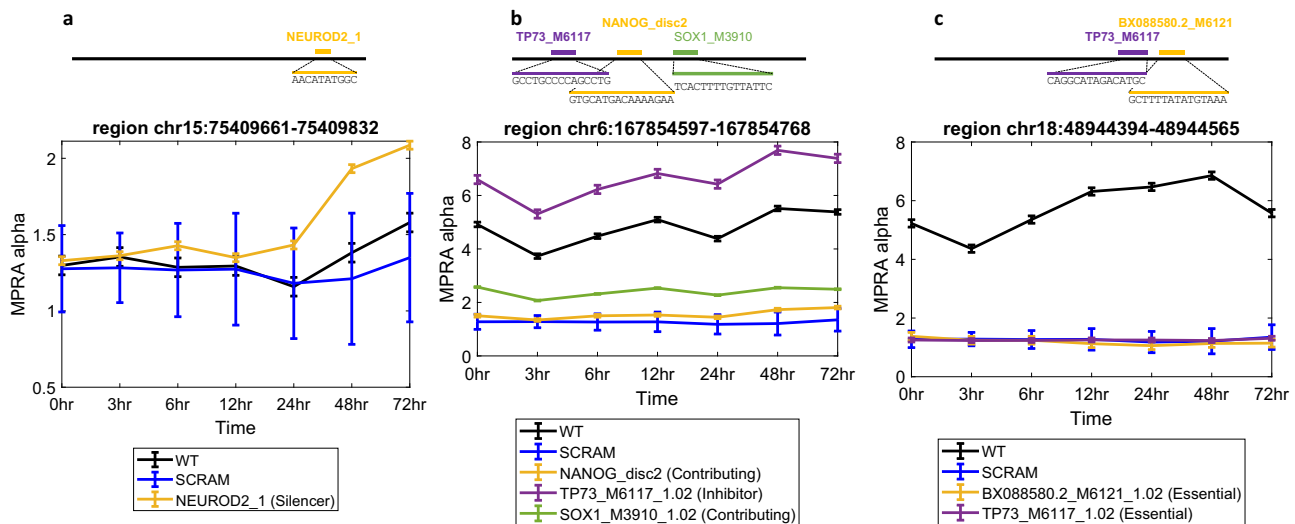 a
NEUROD2_1
AACATATGGC
region chr15:75409661-75409832
MPRA alpha
2
1.5
1
0.5
0hr 3hr 6hr 12hr 24hr 48hr 72hr
Time
WT
SCRAM
NEUROD2_1 (Silencer)
b
NANOG_disc2
TP73_M6117 SOX1_M3910
GCCTGCCCCAGCCTG
TCACTTTTGTTATTC
GTGCATGACAAAAGAA
region chr6:167854597-167854768
MPRA alpha
8
6
4
2
0
0hr 3hr 6hr 12hr 24hr 48hr 72hr
Time
WT
SCRAM
NANOG_disc2 (Contributing)
TP73_M6117_1.02 (Inhibitor)
SOX1_M3910_1.02 (Contributing)
c
BX088580.2_M6121
TP73_M6117
CAGGCATAGACATGC
GCTTTTATATGTAAA
region chr18:48944394-48944565
MPRA alpha
8
6
4
2
0
0hr 3hr 6hr 12hr 24hr 48hr 72hr
Time
WT
SCRAM
BX088580.2_M6121_1.02 (Essential)
TP73_M6117_1.02 (Essential)